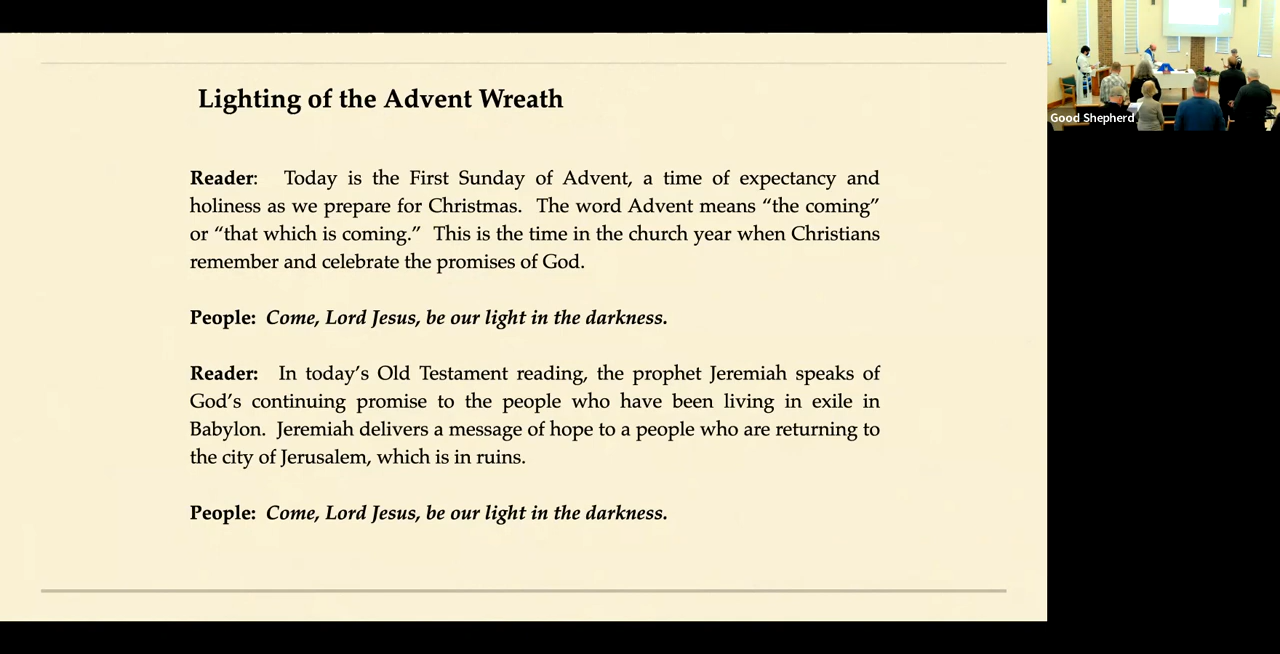 Lighting of the Advent Wreath
Reader: Today is the First Sunday of Advent, a time of expectancy and
holiness as we prepare for Christmas. The word Advent means “the coming”
or “that which is coming.” This is the time in the church year when Christians
remember and celebrate the promises of God.
People: Come, Lord Jesus, be our light in the darkness.
Reader: In today’s Old Testament reading, the prophet Jeremiah speaks of
God’s continuing promise to the people who have been living in exile in
Babylon. Jeremiah delivers a message of hope to a people who are returning to
the city of Jerusalem, which is in ruins.
People: Come, Lord Jesus, be our light in the darkness.
Good Shepherd